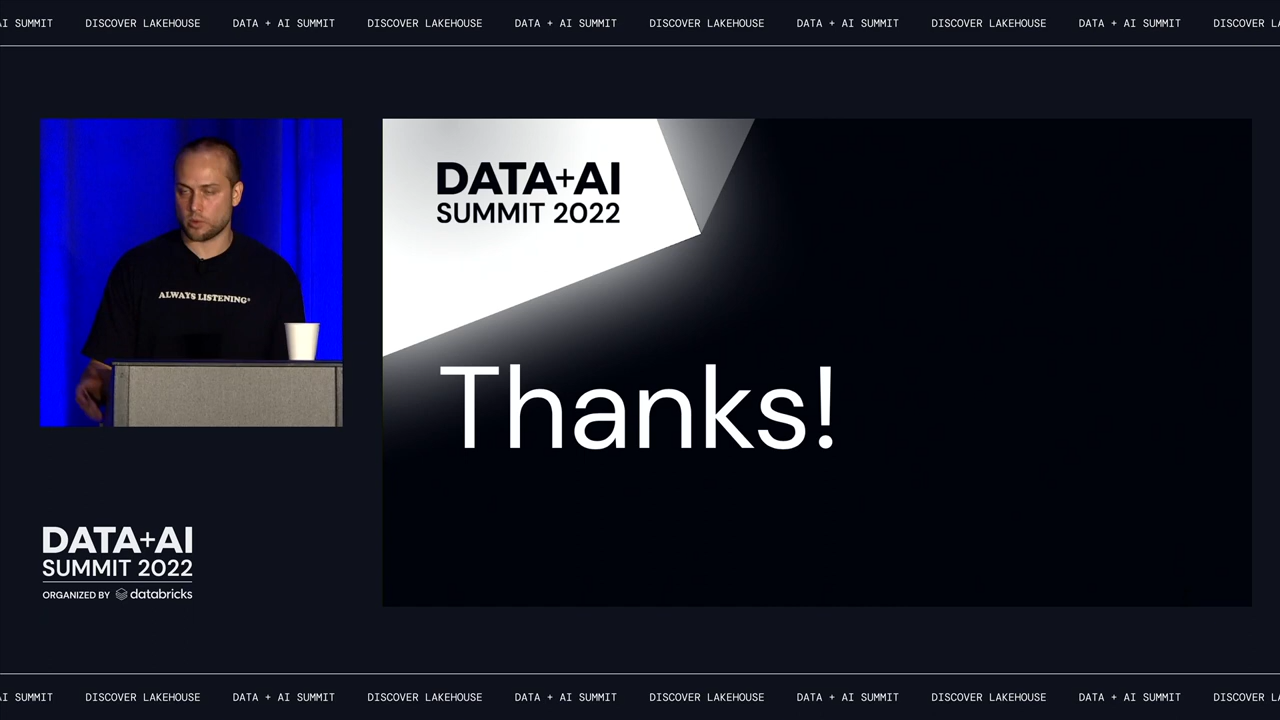 AI SUMMIT DISCOVER LAKEHOUSE DATA + AI SUMMIT DISCOVER LAKEHOUSE DATA + AI SUMMIT DISCOVER LAKEHOUSE DATA + AI SUMMIT DISCOVER LAKEHOUSE DATA + AI SUMMIT DISCOVER
DATA+AI
SUMMIT 2022
ALWAYS LISTENING
Thanks!
DATA+AI
SUMMIT 2022
ORGANIZED BY databricks
AI SUMMIT DISCOVER LAKEHOUSE DATA + AI SUMMIT DISCOVER LAKEHOUSE DATA + AI SUMMIT DISCOVER LAKEHOUSE DATA + AI SUMMIT DISCOVER LAKEHOUSE DATA + AI SUMMIT DISCOVER